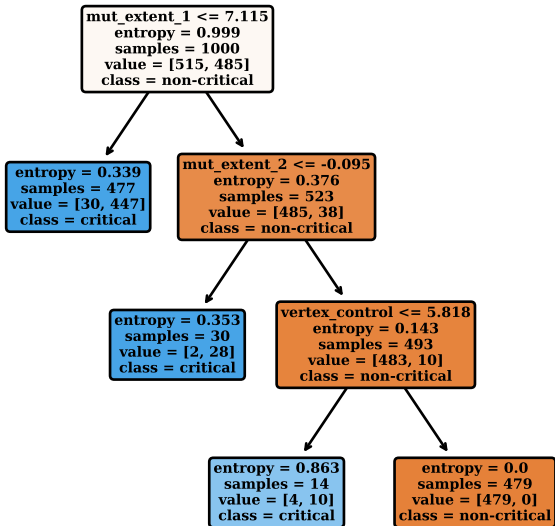 mut_extent_1 <= 7.115
entropy = 0.999
samples = 1000
value = [515, 485]
class = non-critical
entropy = 0.339
samples = 477
value = [30, 447]
class = critical
mut_extent_2 <= -0.095
entropy = 0.376
samples = 523
value = [485, 38]
class = non-critical
entropy = 0.353
samples = 30
value = [2, 28]
class = critical
vertex_control <= 5.818
entropy = 0.143
samples = 493
value = [483, 10]
class = non-critical
entropy = 0.863
samples = 14
value = [4, 10]
class = critical
entropy = 0.0
samples = 479
value = [479, 0]
class = non-critical